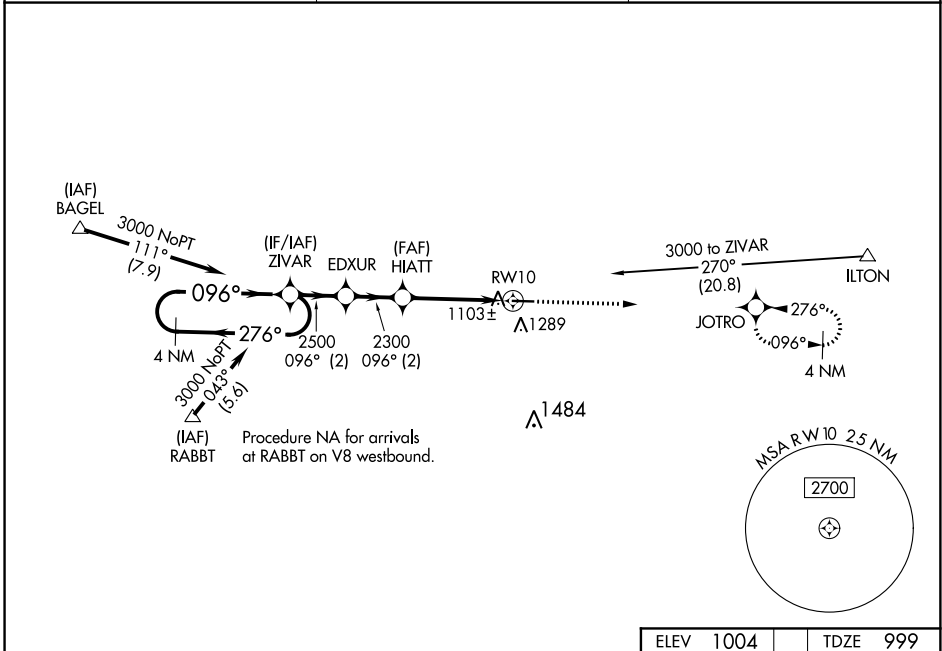 (IAF)
BAGEL
3000 NoPT
111°
(7.9)
(IF/IAF)
ZIVAR
EDXUR
(FAF)
HIATT
RW10
3000 to ZIVAR
270°
(20.8)
ILTON
096°
1103±
1289
JOTRO
276°
096°
4 NM
4 NM
276°
2500
096° (2)
2300
096° (2)
3000 NoPT
043°
(5.6)
(IAF)
RABBT
Procedure NA for arrivals
at RABBT on V8 westbound.
1484
MSA RW10 25 NM
2700
ELEV 1004
TDZE 999